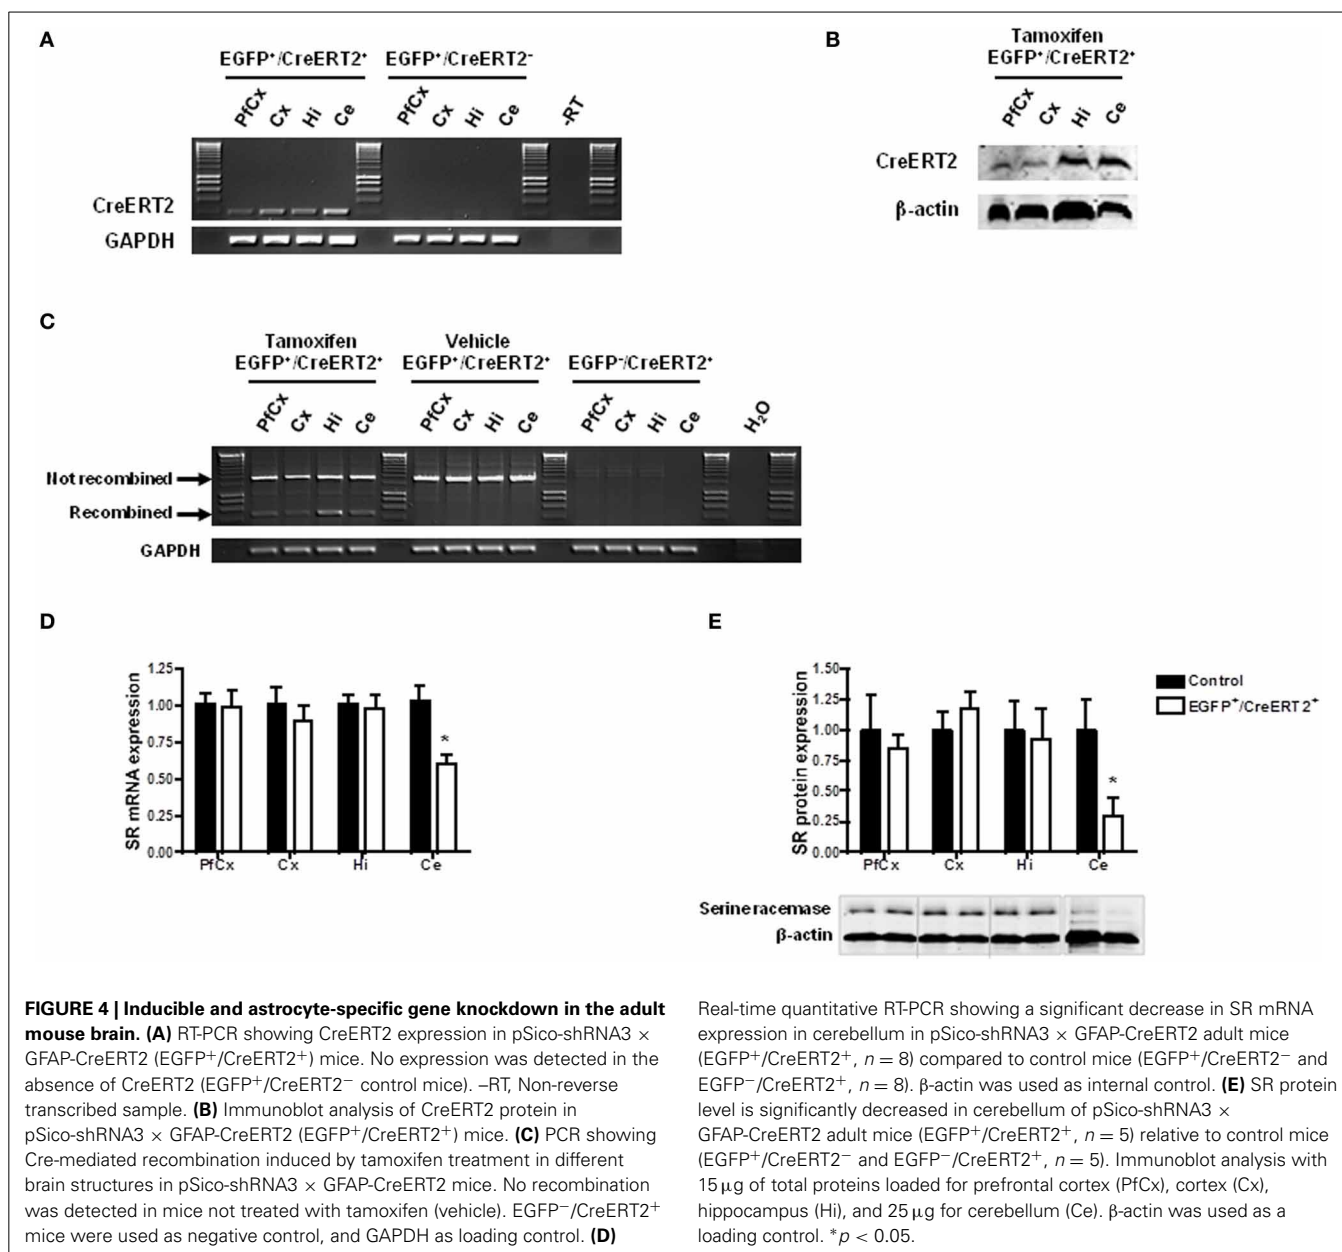 A
EGFP⁺/CreERT2⁺ EGFP⁺/CreERT2⁻
PfCx Cx Hi Ce PfCx Cx Hi Ce -RT
CreERT2
GAPDH
B
Tamoxifen
EGFP⁺/CreERT2⁺
PfCx Cx Hi Ce
CreERT2
β-actin
C
Tamoxifen Vehicle
EGFP⁺/CreERT2⁺ EGFP⁺/CreERT2⁺ EGFP⁻/CreERT2⁺
PfCx Cx Hi Ce PfCx Cx Hi Ce PfCx Cx Hi Ce H₂O
Not recombined
Recombined
GAPDH
D
SR mRNA expression
1.25
1.00
0.75
*
0.50
0.25
0.00
PfCx Cx Hi Ce
E
SR protein expression
1.50
1.25
1.00
0.75
*
0.50
0.25
0.00
PfCx Cx Hi Ce
Control
EGFP⁺/CreERT2⁺
Serine racemase
β-actin
FIGURE 4 | Inducible and astrocyte-specific gene knockdown in the adult
mouse brain. (A) RT-PCR showing CreERT2 expression in pSico-shRNA3 ×
GFAP-CreERT2 (EGFP⁺/CreERT2⁺) mice. No expression was detected in the
absence of CreERT2 (EGFP⁺/CreERT2⁻ control mice). –RT, Non-reverse
transcribed sample. (B) Immunoblot analysis of CreERT2 protein in
pSico-shRNA3 × GFAP-CreERT2 (EGFP⁺/CreERT2⁺) mice. (C) PCR showing
Cre-mediated recombination induced by tamoxifen treatment in different
brain structures in pSico-shRNA3 × GFAP-CreERT2 mice. No recombination
was detected in mice not treated with tamoxifen (vehicle). EGFP⁻/CreERT2⁺
mice were used as negative control, and GAPDH as loading control. (D)
Real-time quantitative RT-PCR showing a significant decrease in SR mRNA
expression in cerebellum in pSico-shRNA3 × GFAP-CreERT2 adult mice
(EGFP⁺/CreERT2⁺, n = 8) compared to control mice (EGFP⁺/CreERT2⁻ and
EGFP⁻/CreERT2⁺, n = 8). β-actin was used as internal control. (E) SR protein
level is significantly decreased in cerebellum of pSico-shRNA3 ×
GFAP-CreERT2 adult mice (EGFP⁺/CreERT2⁺, n = 5) relative to control mice
(EGFP⁺/CreERT2⁻ and EGFP⁻/CreERT2⁺, n = 5). Immunoblot analysis with
15 μg of total proteins loaded for prefrontal cortex (PfCx), cortex (Cx),
hippocampus (Hi), and 25 μg for cerebellum (Ce). β-actin was used as a
loading control. *p < 0.05.